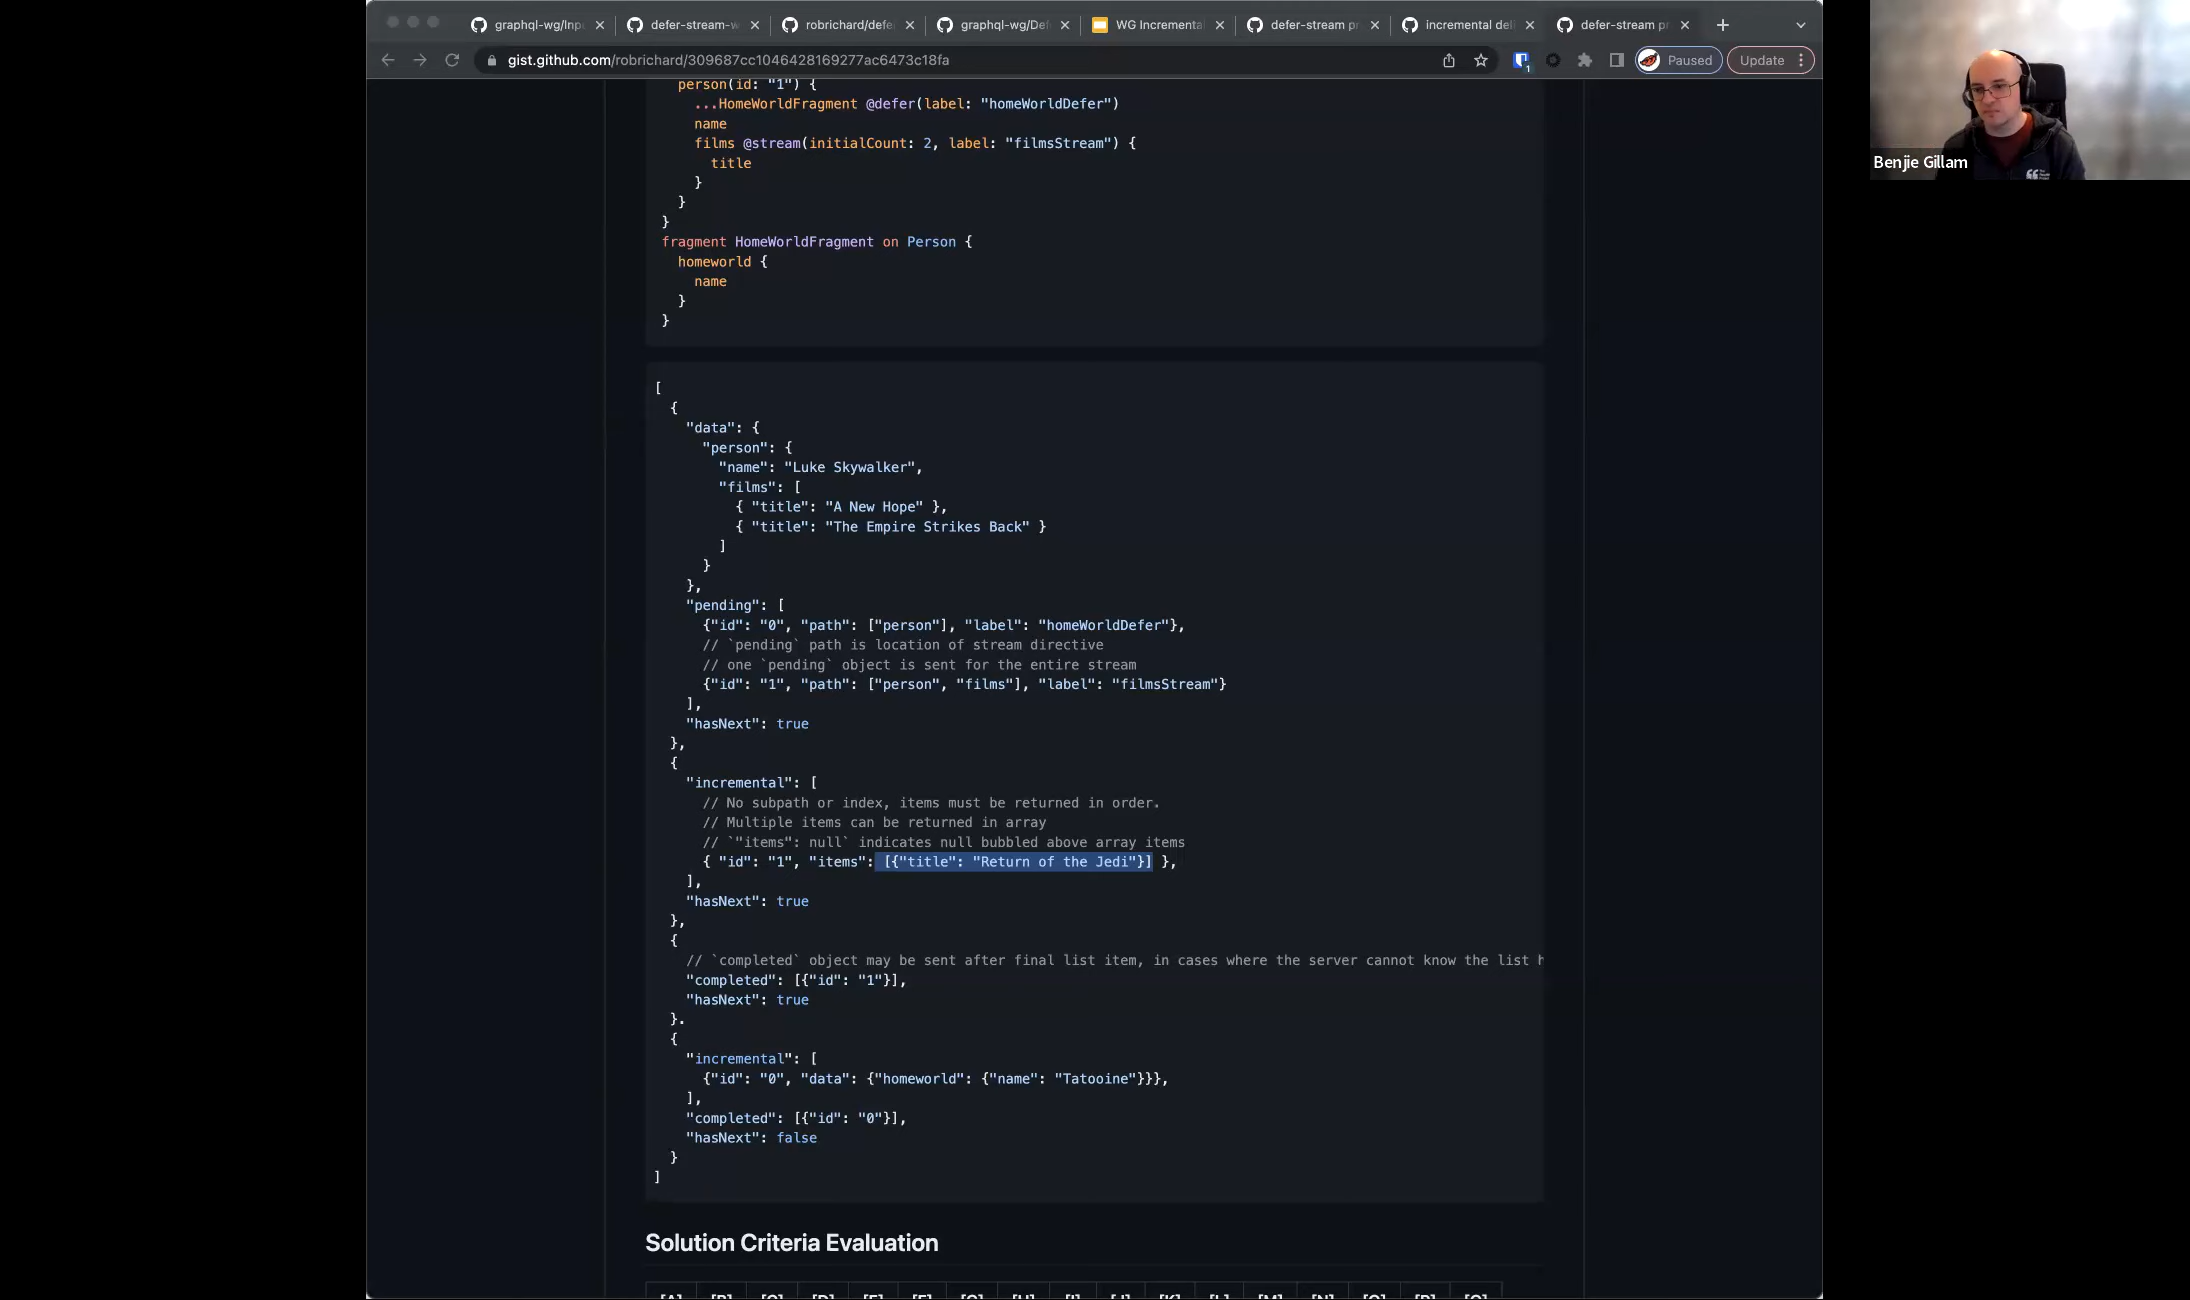 graphql-wg/Inpu
defer-stream-w
robrichard/defe
graphql-wg/Def
WG Incrementa
defer-stream pr
incremental deli
defer-stream pr
gist.github.com/robrichard/309687cc1046428169277ac6473c18fa
1
Paused
Update
person(id: "1") {
...HomeWorldFragment @defer(label: "homeWorldDefer")
name
films @stream(initialCount: 2, label: "filmsStream") {
title
}
}
}
fragment HomeWorldFragment on Person {
homeworld {
name
}
}
[
{
"data": {
"person": {
"name": "Luke Skywalker",
"films": [
{ "title": "A New Hope" },
{ "title": "The Empire Strikes Back" }
]
}
},
"pending": [
{"id": "0", "path": ["person"], "label": "homeWorldDefer"},
// `pending` path is location of stream directive
// one `pending` object is sent for the entire stream
{"id": "1", "path": ["person", "films"], "label": "filmsStream"}
],
"hasNext": true
},
{
"incremental": [
// No subpath or index, items must be returned in order.
// Multiple items can be returned in array
// `"items": null` indicates null bubbled above array items
{ "id": "1", "items": [{"title": "Return of the Jedi"}] },
],
"hasNext": true
},
{
// `completed` object may be sent after final list item, in cases where the server cannot know the list h
"completed": [{"id": "1"}],
"hasNext": true
}.
{
"incremental": [
{"id": "0", "data": {"homeworld": {"name": "Tatooine"}}},
],
"completed": [{"id": "0"}],
"hasNext": false
}
]
Solution Criteria Evaluation
Benjie Gillam